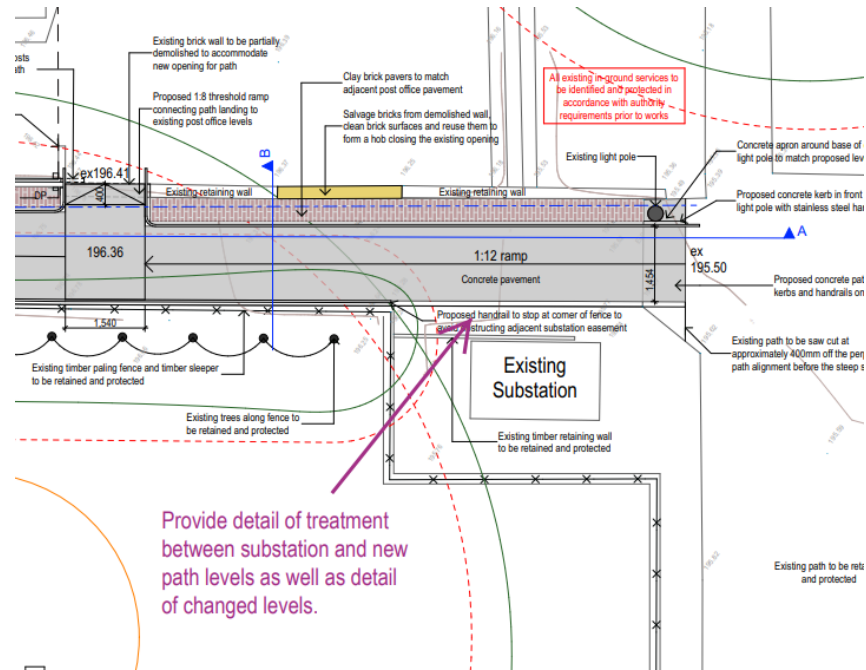 Existing brick wall to be partially
demolished to accommodate
new opening for path
osts
ath
Proposed 1:8 threshold ramp
connecting path landing to
existing post office levels
Clay brick pavers to match
adjacent post office pavement
Salvage bricks from demolished wall,
clean brick surfaces and reuse them to
form a hob closing the existing opening
All existing in-ground services to
be identified and protected in
accordance with authority
requirements prior to works
Existing light pole
Concrete apron around base of
light pole to match proposed lev
Proposed concrete kerb in front
light pole with stainless steel har
B
ex196.41
400
DP
Existing retaining wall
Existing retaining wall
A
196.36
1:12 ramp
Concrete pavement
1,454
ex
195.50
Proposed concrete pat
kerbs and handrails on
1,540
Proposed handrail to stop at corner of fence to
avoid obstructing adjacent substation easement
Existing path to be saw cut at
approximately 400mm off the perp
path alignment before the steep s
Existing timber paling fence and timber sleeper
to be retained and protected
Existing
Substation
Existing trees along fence to
be retained and protected
Existing timber retaining wall
to be retained and protected
Provide detail of treatment
between substation and new
path levels as well as detail
of changed levels.
Existing path to be reta
and protected